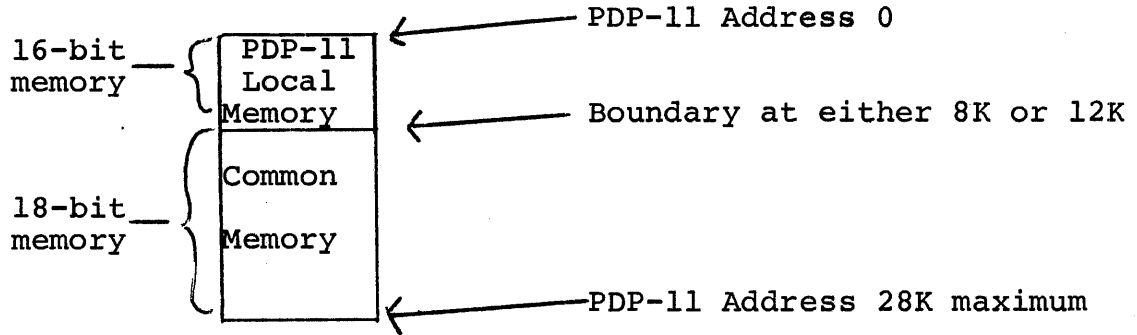 PDP-11 Address 0
16-bit
memory
PDP-11
Local
Memory
Boundary at either 8K or 12K
Common
18-bit
memory
Memory
PDP-11 Address 28K maximum